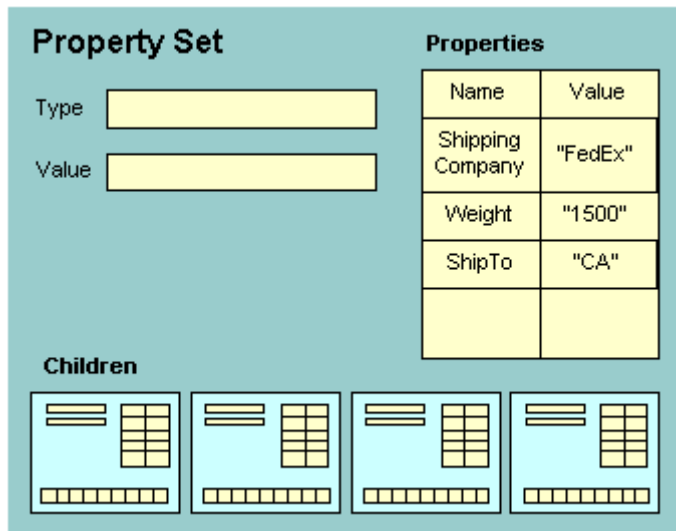 Property Set
Type
Value
Properties
Name Value
Shipping
Company "FedEx"
Weight "1500"
ShipTo "CA"
Children